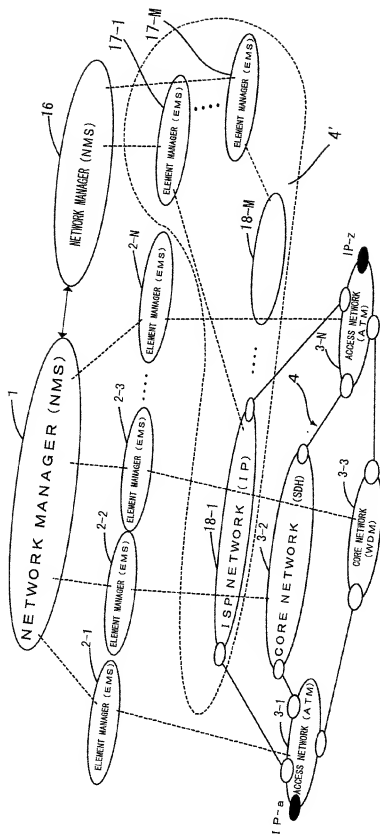 1
NETWORK MANAGER (NMS)
16
NETWORK MANAGER (NMS)
17-1
17-M
ELEMENT MANAGER (EMS)
ELEMENT MANAGER (EMS)
2-1
ELEMENT MANAGER (EMS)
2-2
ELEMENT MANAGER (EMS)
2-3
ELEMENT MANAGER (EMS)
2-N
ELEMENT MANAGER (EMS)
4'
18-1
ISP NETWORK (IP)
18-M
3-2
CORE NETWORK (SDH)
4
3-1
ACCESS NETWORK (ATM)
IP-a
3-3
CORE NETWORK
(WDM)
3-N
ACCESS NETWORK
(ATM)
IP-z